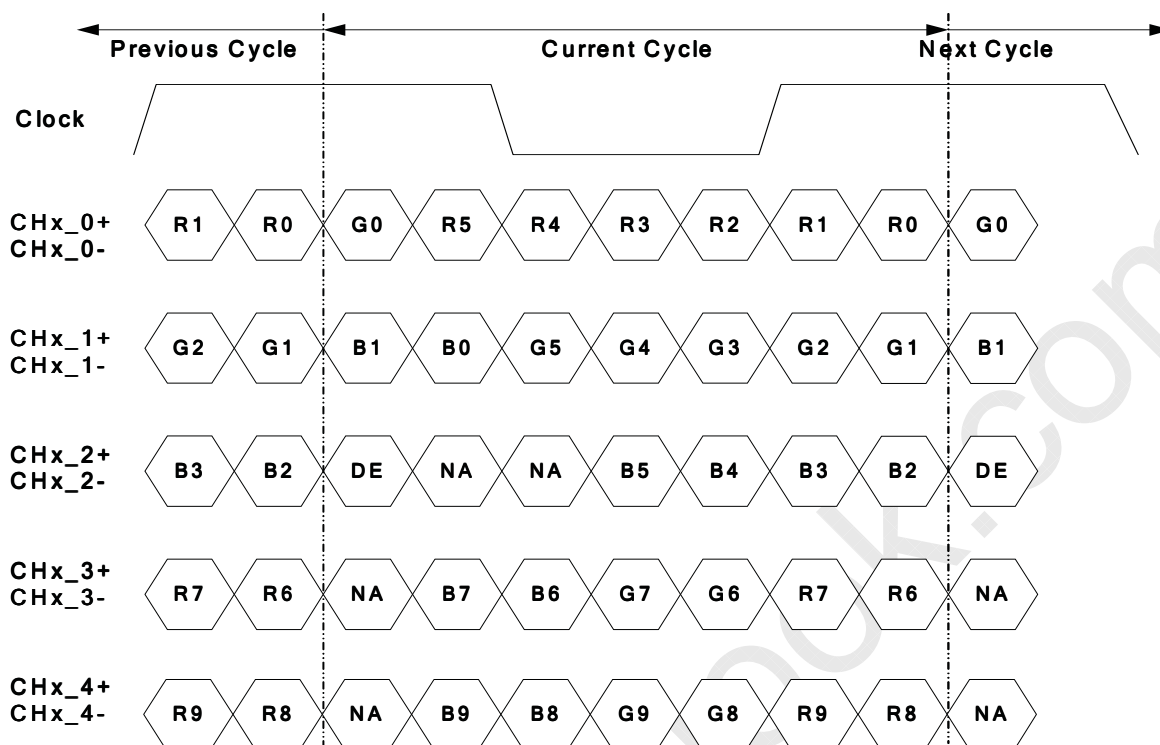 Previous Cycle Current Cycle Next Cycle
Clock
CHx_0+
CHx_0-
R1 R0 G0 R5 R4 R3 R2 R1 R0 G0
CHx_1+
CHx_1-
G2 G1 B1 B0 G5 G4 G3 G2 G1 B1
CHx_2+
CHx_2-
B3 B2 DE NA NA B5 B4 B3 B2 DE
CHx_3+
CHx_3-
R7 R6 NA B7 B6 G7 G6 R7 R6 NA
CHx_4+
CHx_4-
R9 R8 NA B9 B8 G9 G8 R9 R8 NA